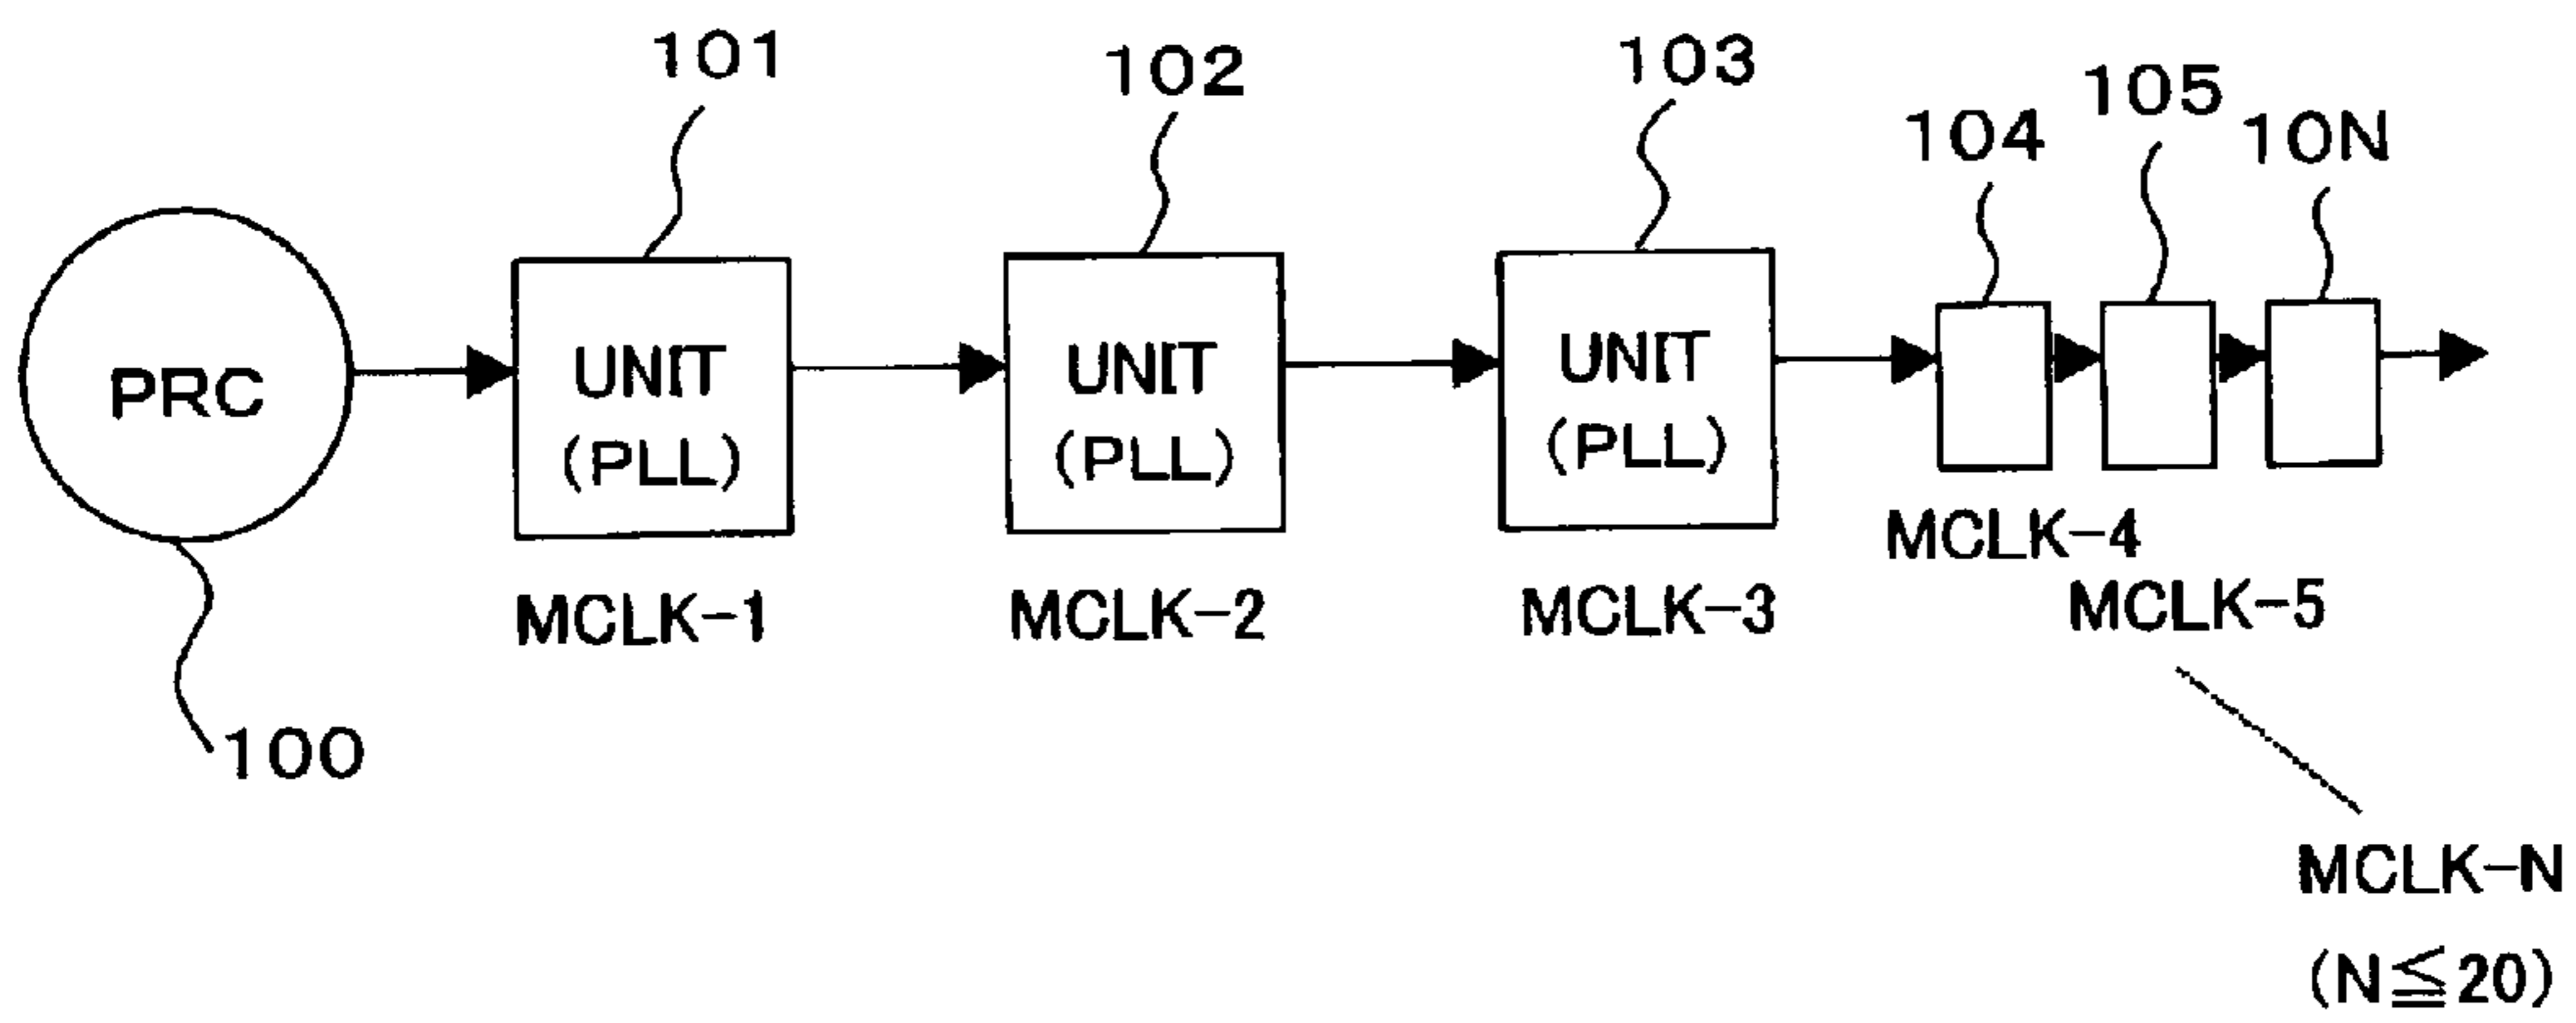 101
102
103
104
105
10N
PRC
UNIT
(PLL)
UNIT
(PLL)
UNIT
(PLL)
MCLK-1
MCLK-2
MCLK-3
MCLK-4
MCLK-5
100
MCLK-N
(N≦20)